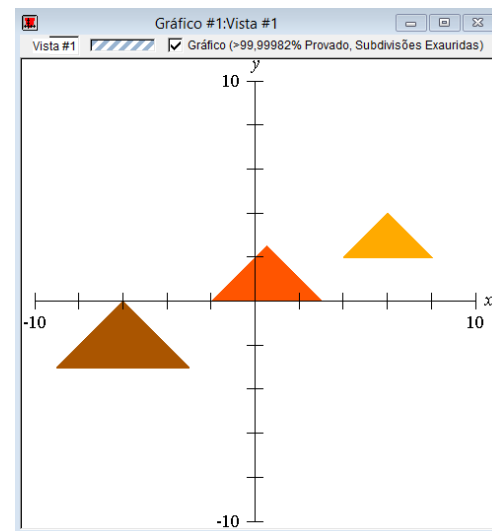 Gráfico #1:Vista #1
Vista #1 Gráfico (>99,99982% Provado, Subdivisões Exauridas)
y
10
x
-10 10
-10